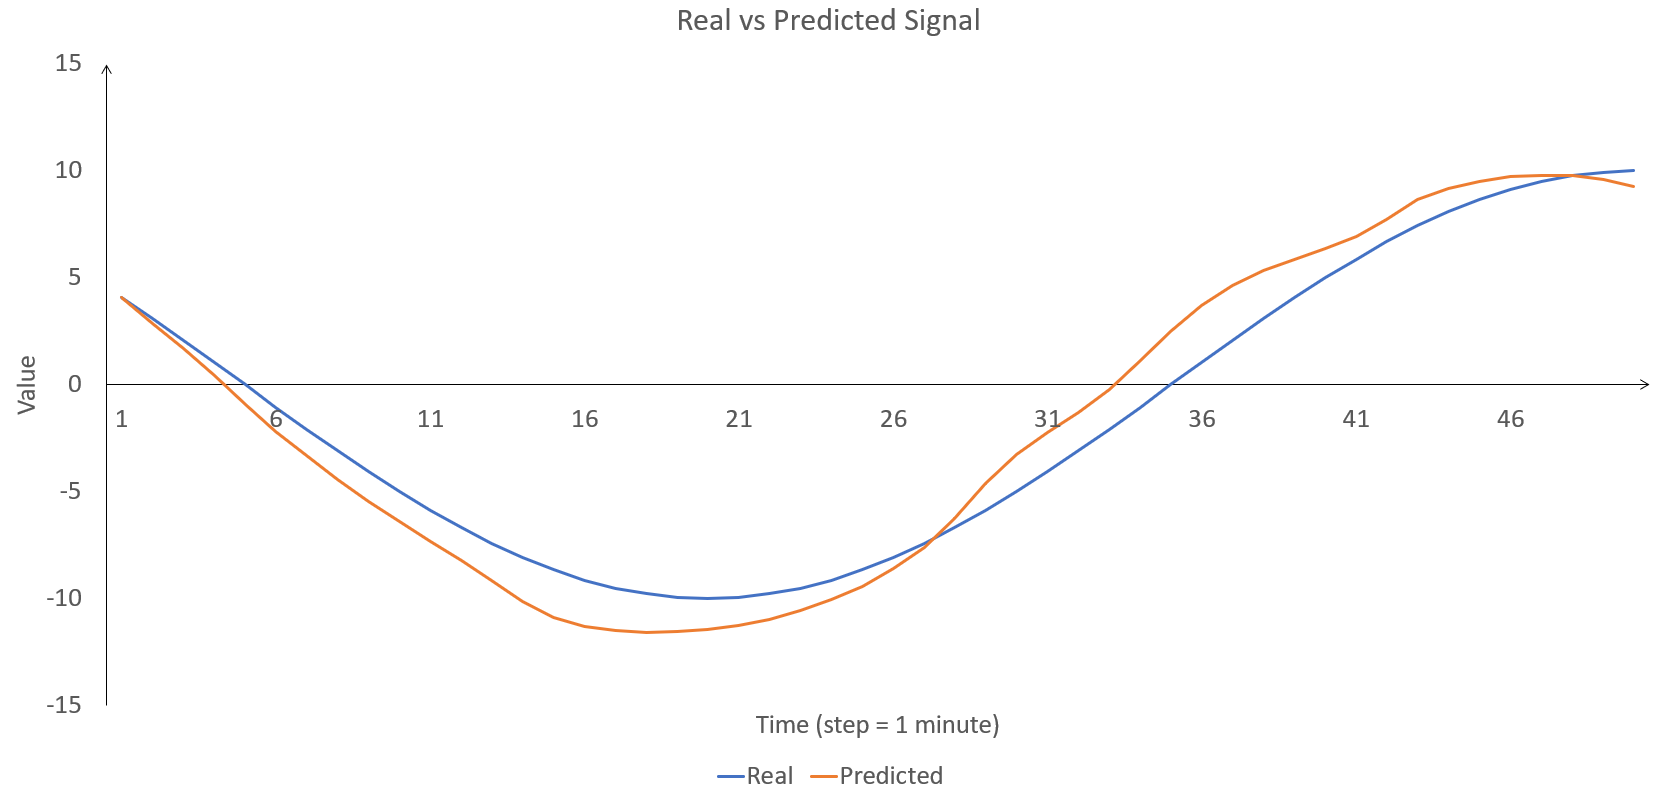 Real vs Predicted Signal
15
10
5
0
-5
-10
-15
Value
1 6 11 16 21 26 31 36 41 46
Time (step = 1 minute)
Real Predicted